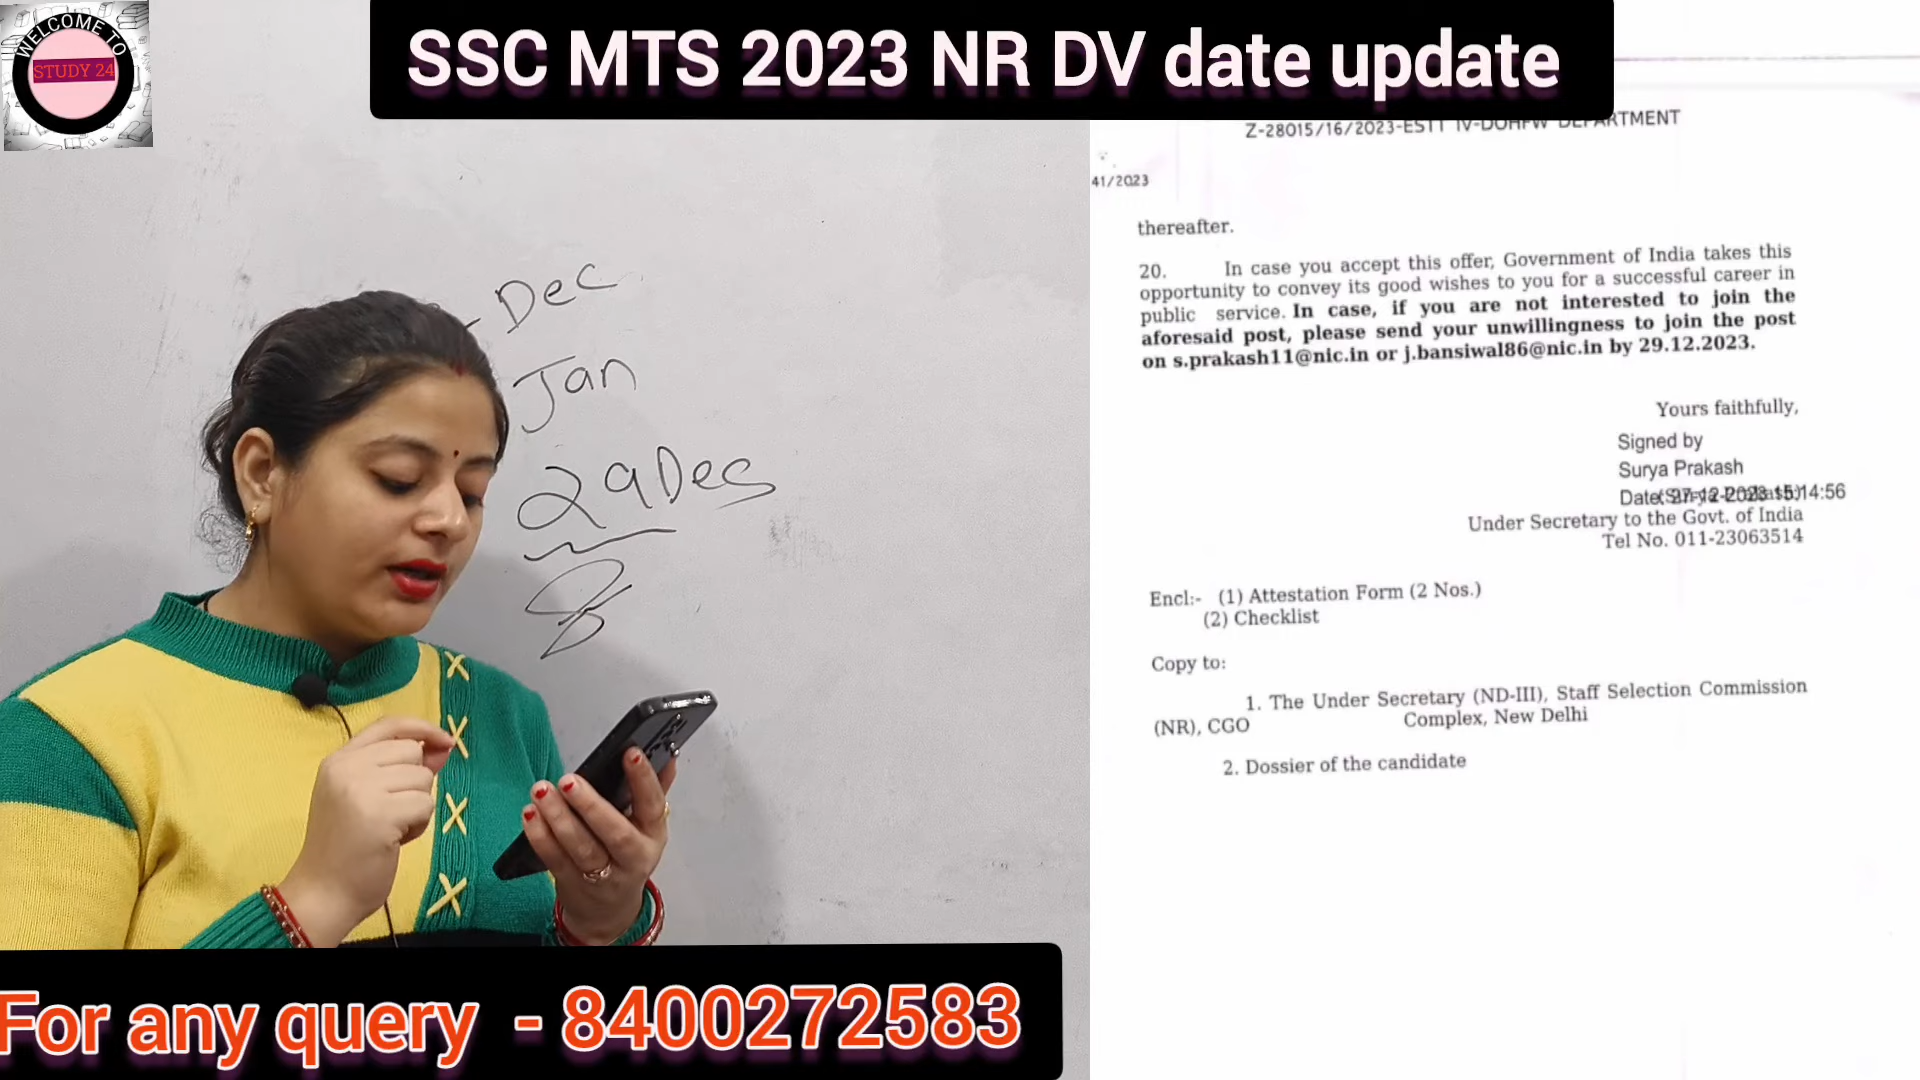 WELCOME TO
STUDY 24
SSC MTS 2023 NR DV date update
Dec
Jan
29 Dec
Z-28015/16/2023-ESTT IV-DOHFW DEPARTMENT
41/2023
thereafter.
20. In case you accept this offer, Government of India takes this
opportunity to convey its good wishes to you for a successful career in
public service. In case, if you are not interested to join the
aforesaid post, please send your unwillingness to join the post
on s.prakash11@nic.in or j.bansiwal86@nic.in by 29.12.2023.
Yours faithfully,
Signed by
Surya Prakash
Date: 27-12-2023 15:14:56
Under Secretary to the Govt. of India
Tel No. 011-23063514
Encl:- (1) Attestation Form (2 Nos.)
(2) Checklist
Copy to:
1. The Under Secretary (ND-III), Staff Selection Commission
(NR), CGO Complex, New Delhi
2. Dossier of the candidate
For any query - 8400272583